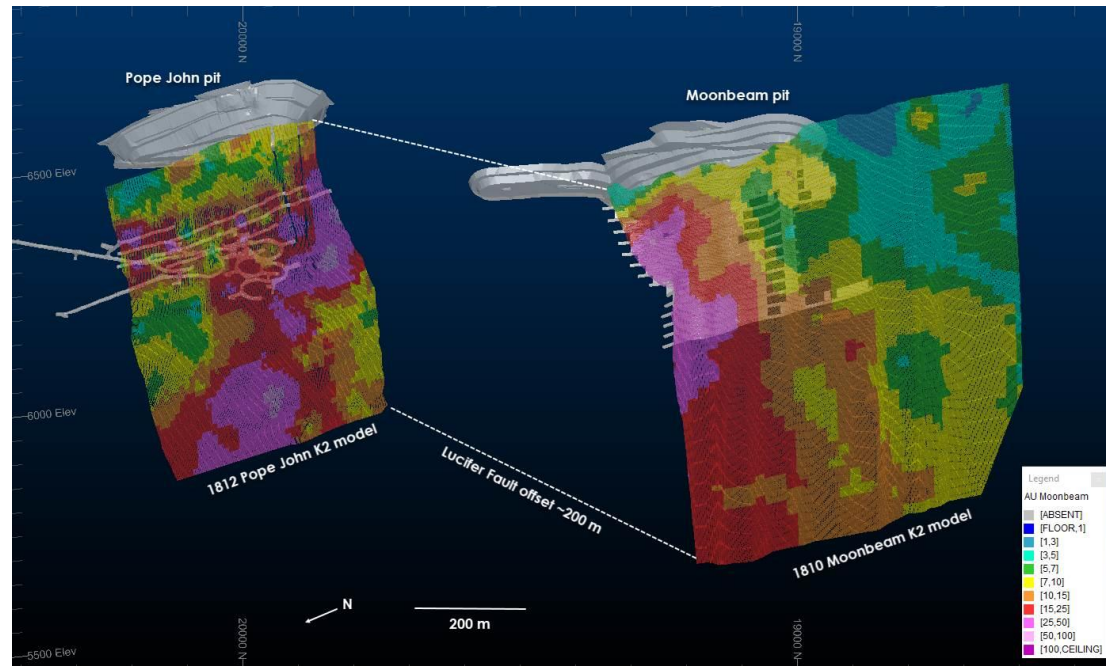 20000 N
19000 N
Pope John pit
Moonbeam pit
6500 Elev
6000 Elev
1812 Pope John K2 model
Lucifer Fault offset ~200 m
1810 Moonbeam K2 model
N
200 m
20000 N
19000 N
5500 Elev
Legend
AU Moonbeam
[ABSENT]
[FLOOR,1]
[1,3]
[3,5]
[5,7]
[7,10]
[10,15]
[15,25]
[25,50]
[50,100]
[100,CEILING]